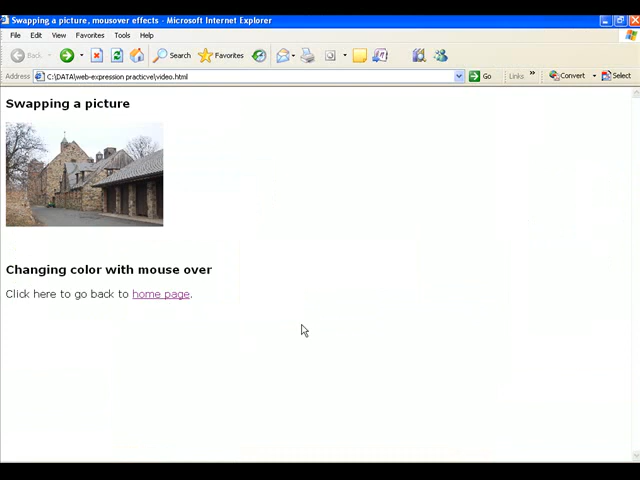 Swapping a picture, mousover effects - Microsoft Internet Explorer
File Edit View Favorites Tools Help
Back Search Favorites
Address C:\DATA\web-expression practicve\video.html Go Links » Convert Select
Swapping a picture
Changing color with mouse over
Click here to go back to home page.